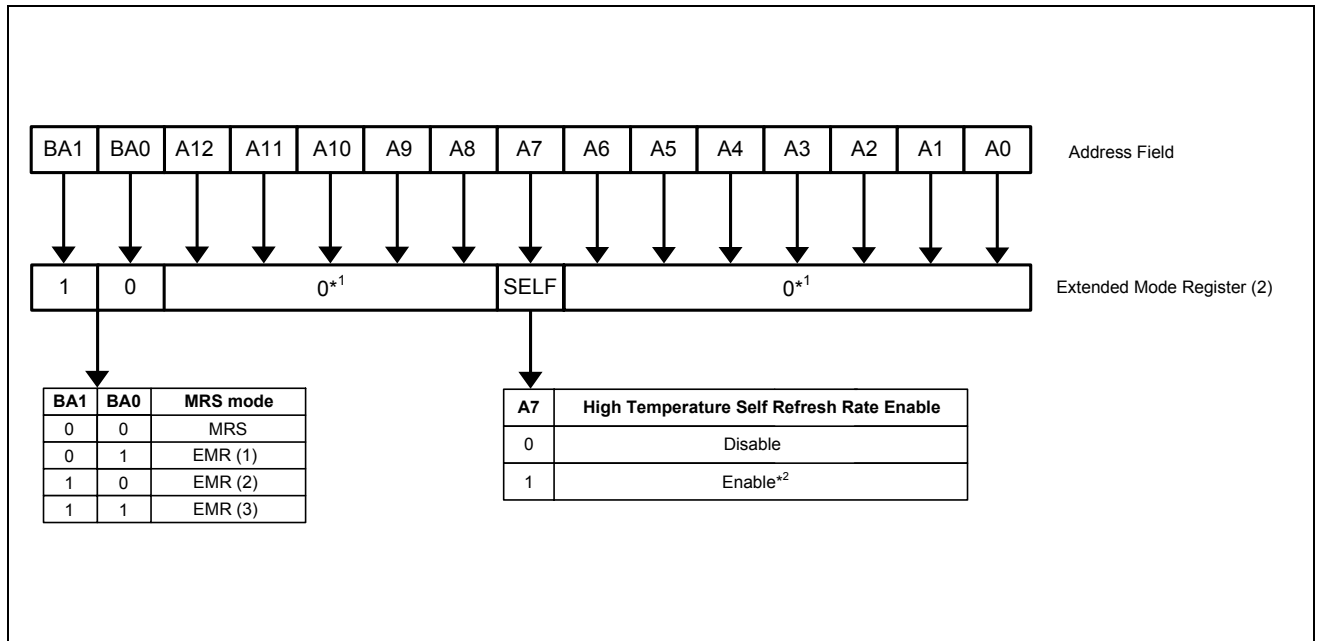 BA1 BA0 A12 A11 A10 A9 A8 A7 A6 A5 A4 A3 A2 A1 A0 Address Field
1 0 0*1 SELF 0*1 Extended Mode Register (2)
BA1 BA0 MRS mode
0 0 MRS
0 1 EMR (1)
1 0 EMR (2)
1 1 EMR (3)
A7 High Temperature Self Refresh Rate Enable
0 Disable
1 Enable*2